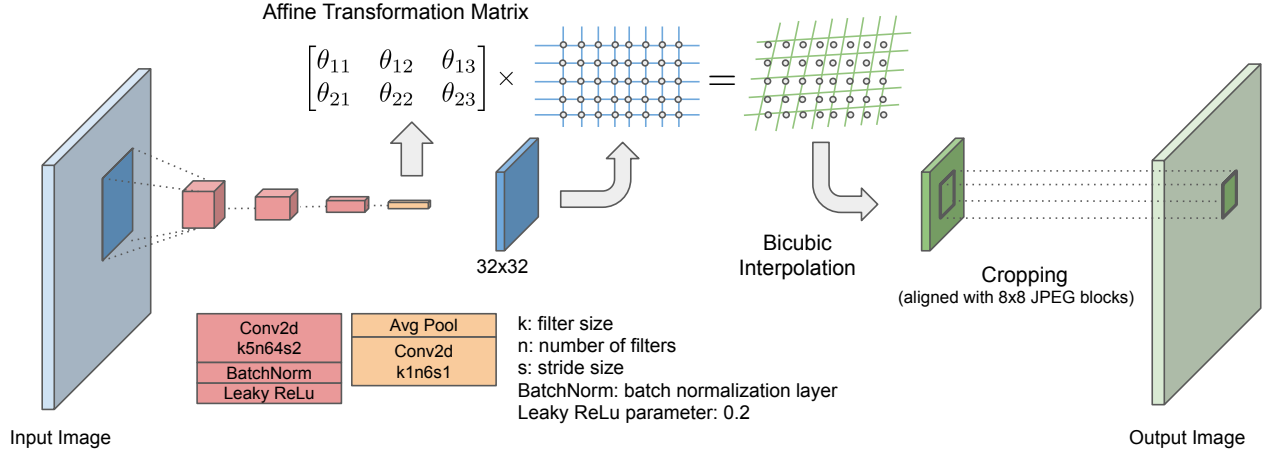 Affine Transformation Matrix
[θ11 θ12 θ13
θ21 θ22 θ23] × =
32x32
Bicubic
Interpolation
Cropping
(aligned with 8x8 JPEG blocks)
Conv2d
k5n64s2
BatchNorm
Leaky ReLu
Avg Pool
Conv2d
k1n6s1
k: filter size
n: number of filters
s: stride size
BatchNorm: batch normalization layer
Leaky ReLu parameter: 0.2
Input Image
Output Image